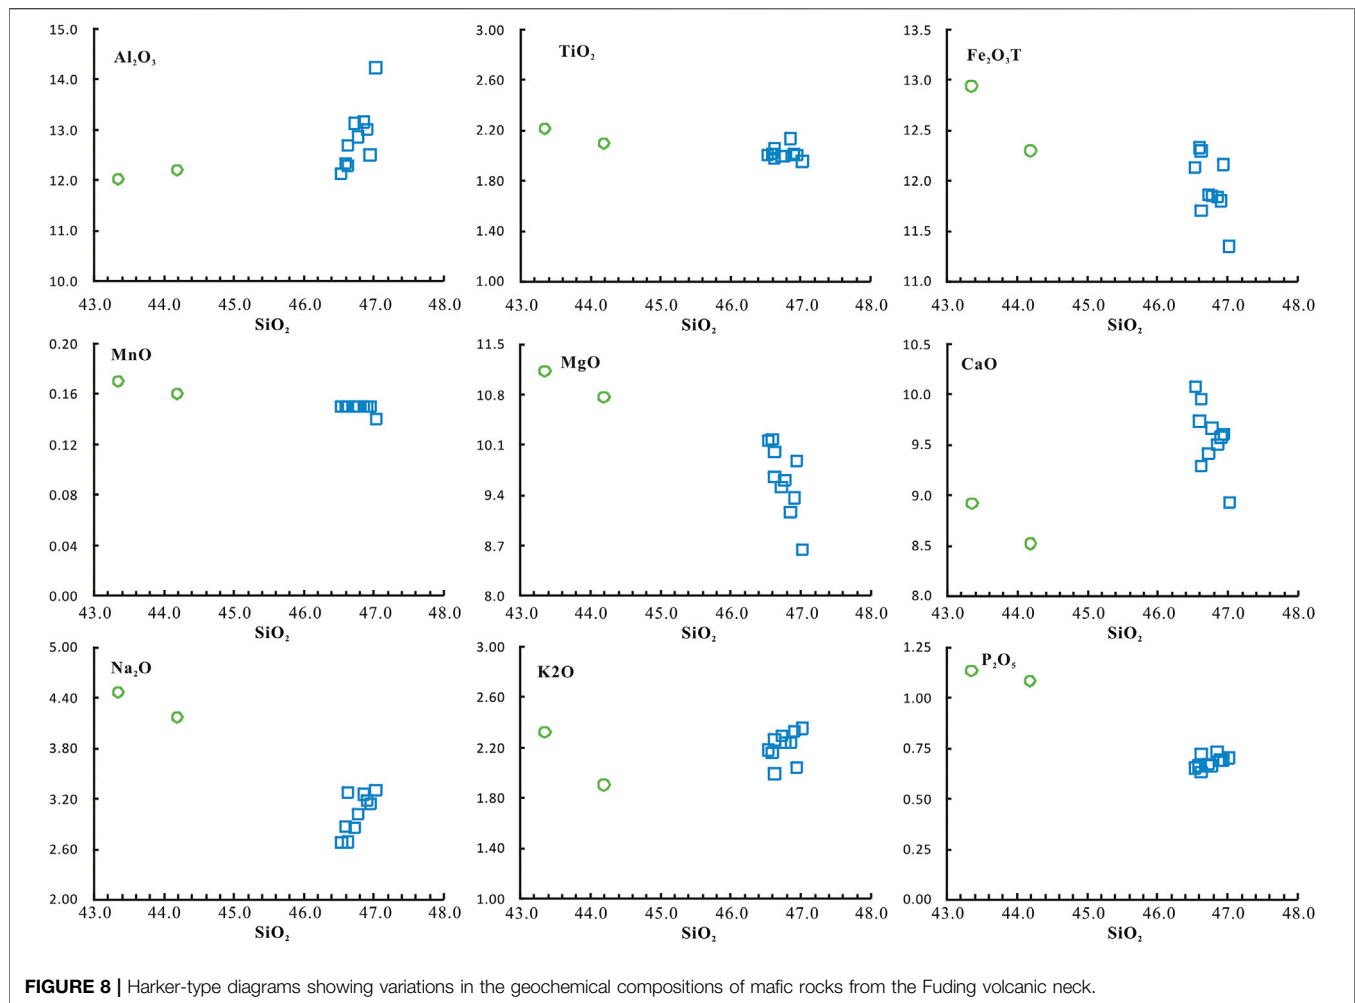 Al₂O₃
15.0
14.0
13.0
12.0
11.0
10.0
43.0 44.0 45.0 46.0 47.0 48.0
SiO₂
TiO₂
3.00
2.60
2.20
1.80
1.40
1.00
43.0 44.0 45.0 46.0 47.0 48.0
SiO₂
Fe₂O₃T
13.5
13.0
12.5
12.0
11.5
11.0
43.0 44.0 45.0 46.0 47.0 48.0
SiO₂
MnO
0.20
0.16
0.12
0.08
0.04
0.00
43.0 44.0 45.0 46.0 47.0 48.0
SiO₂
MgO
11.5
10.8
10.1
9.4
8.7
8.0
43.0 44.0 45.0 46.0 47.0 48.0
SiO₂
CaO
10.5
10.0
9.5
9.0
8.5
8.0
43.0 44.0 45.0 46.0 47.0 48.0
SiO₂
Na₂O
5.00
4.40
3.80
3.20
2.60
2.00
43.0 44.0 45.0 46.0 47.0 48.0
SiO₂
K2O
3.00
2.60
2.20
1.80
1.40
1.00
43.0 44.0 45.0 46.0 47.0 48.0
SiO₂
P₂O₅
1.25
1.00
0.75
0.50
0.25
0.00
43.0 44.0 45.0 46.0 47.0 48.0
SiO₂
FIGURE 8 | Harker-type diagrams showing variations in the geochemical compositions of mafic rocks from the Fuding volcanic neck.